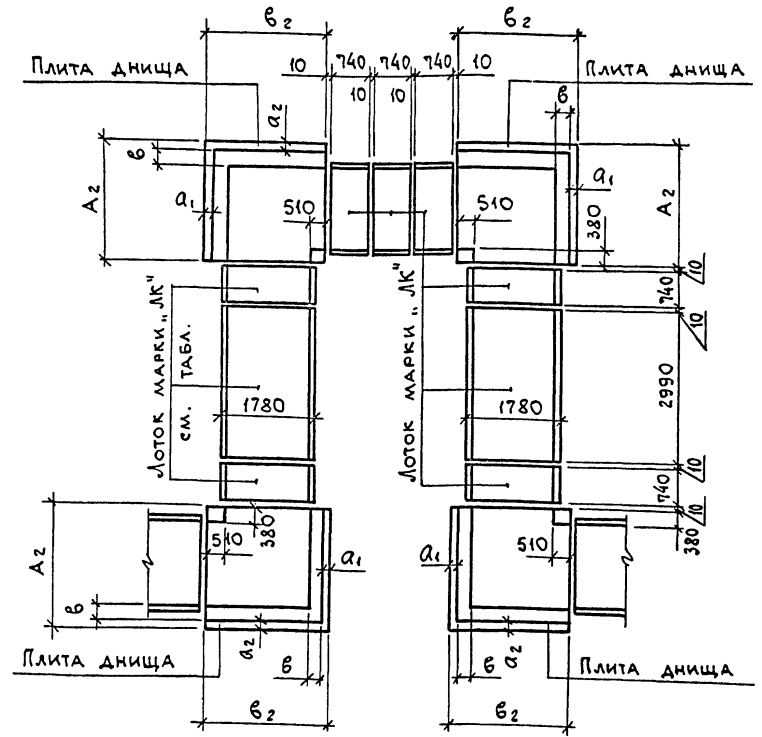 в2 в2
10 740 740 740 10
Плита днища Плита днища
10 10
в
а2
в
А2 а1 510 510 а1 380 А2
10
740
10
Лоток марки „ЛК"
см. табл.
Лоток марки „ЛК"
1780 1780 2990
10
740
10
380
510 380 510
А2 а1 а1
в
а2 а2
Плита днища в в Плита днища
в2 в2